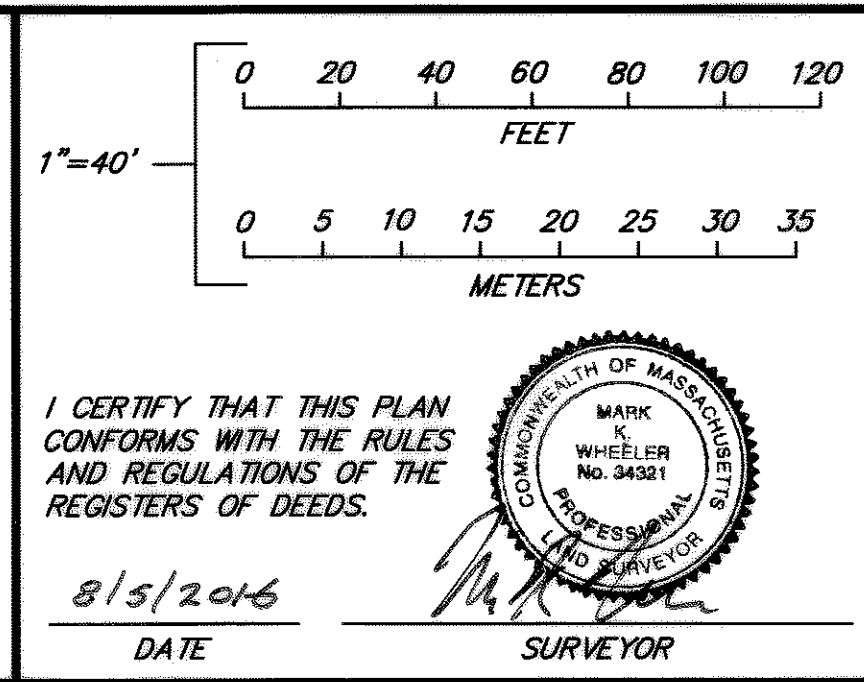 0 20 40 60 80 100 120
FEET
1"=40'
0 5 10 15 20 25 30 35
METERS
I CERTIFY THAT THIS PLAN
CONFORMS WITH THE RULES
AND REGULATIONS OF THE
REGISTERS OF DEEDS.
COMMONWEALTH OF MASSACHUSETTS
MARK
K.
WHEELER
No. 34321
PROFESSIONAL
LAND SURVEYOR
8/5/2016
DATE
SURVEYOR